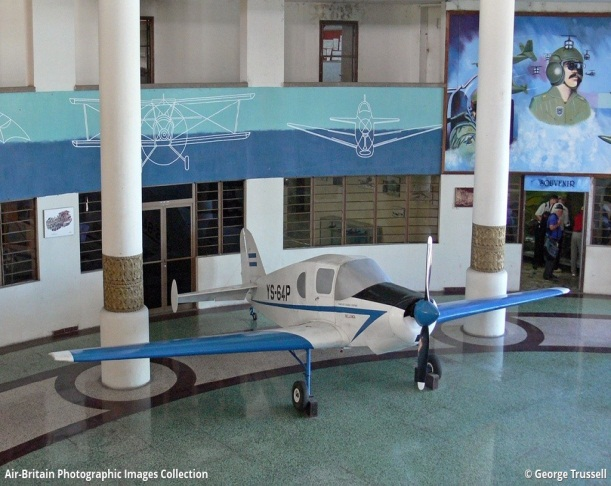 SOUVENIR
YS-64P
Air-Britain Photographic Images Collection
© George Trussell